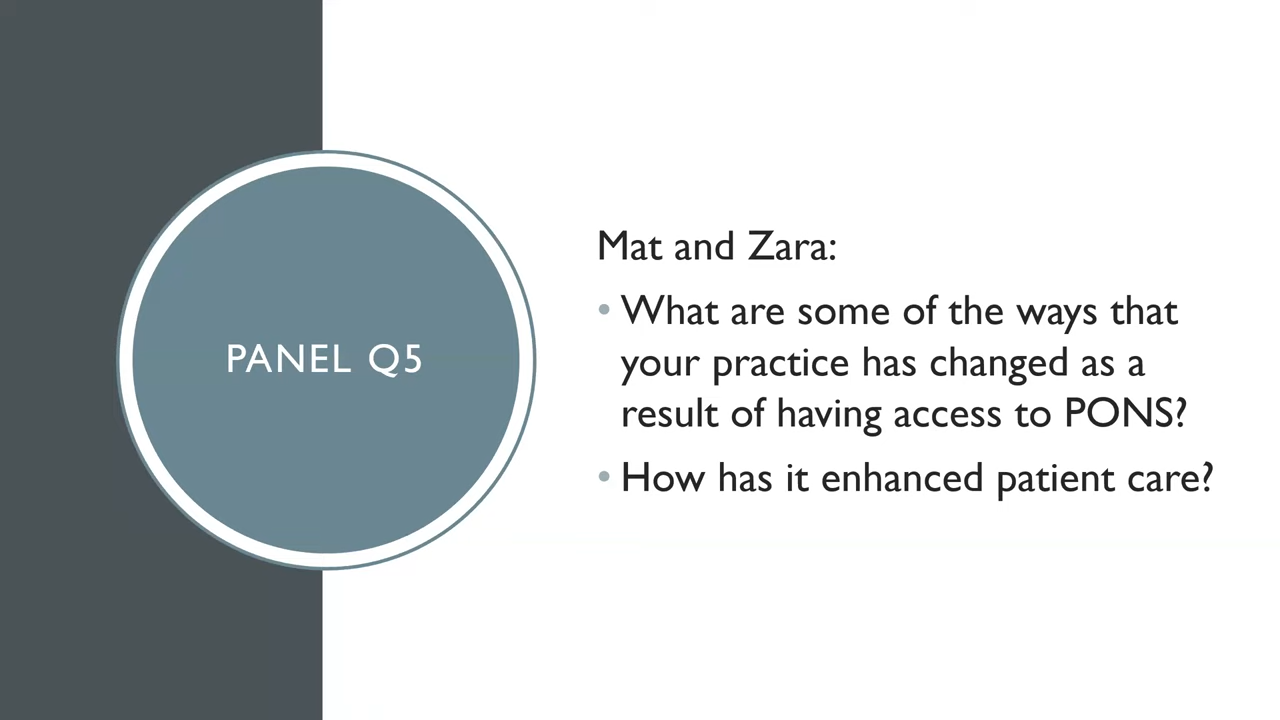 PANEL Q5
Mat and Zara:
• What are some of the ways that
your practice has changed as a
result of having access to PONS?
• How has it enhanced patient care?